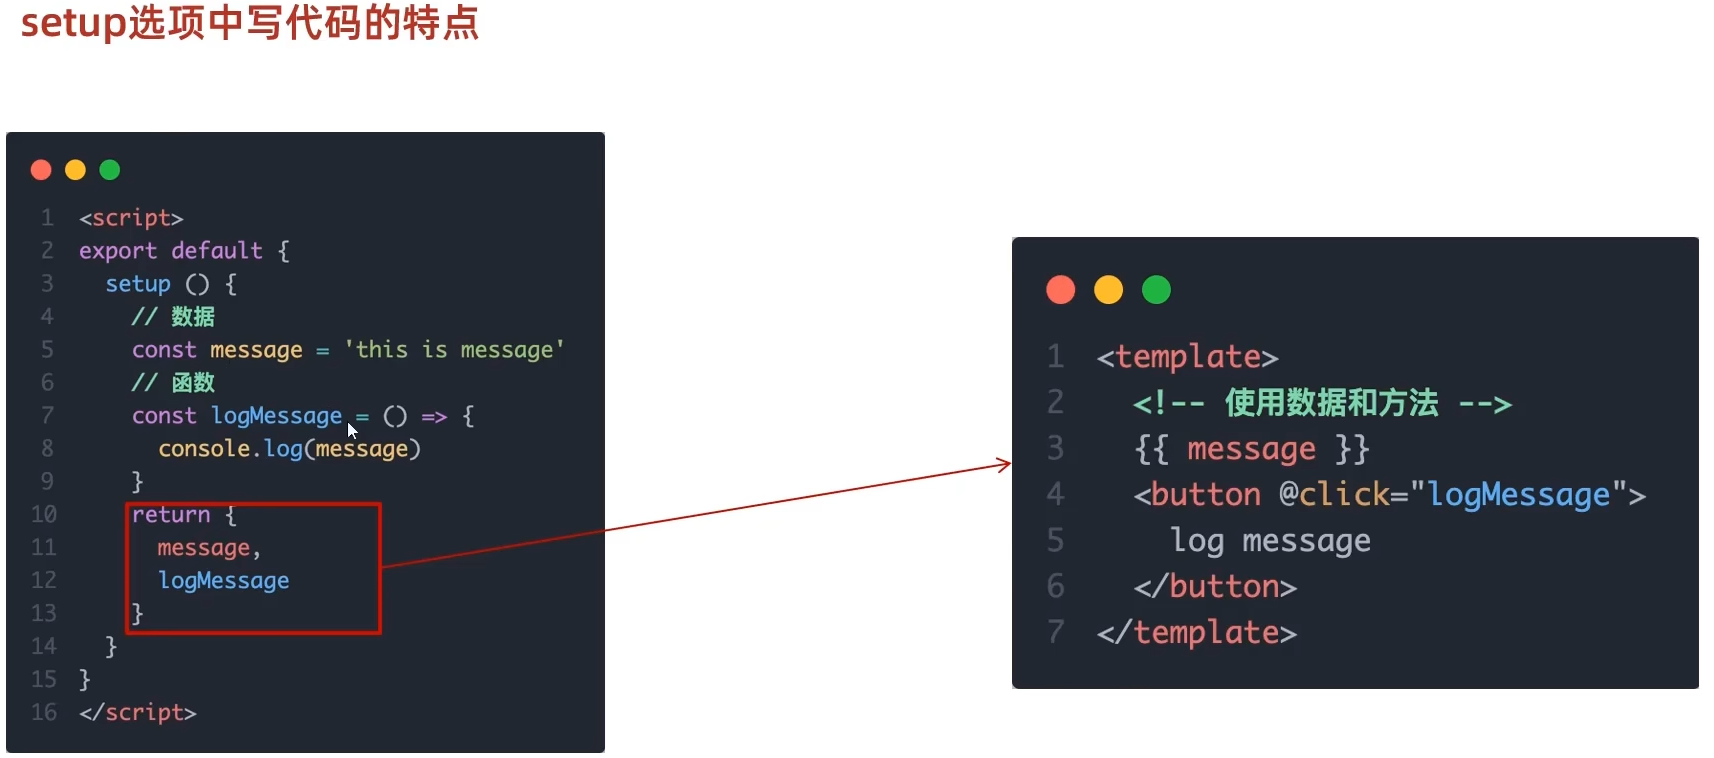 setup选项中写代码的特点
1 <script>
2 export default {
3   setup () {
4     // 数据
5     const message = 'this is message'
6     // 函数
7     const logMessage = () => {
8       console.log(message)
9     }
10     return {
11       message,
12       logMessage
13     }
14   }
15 }
16 </script>
1 <template>
2   <!-- 使用数据和方法 -->
3   {{ message }}
4   <button @click="logMessage">
5     log message
6   </button>
7 </template>